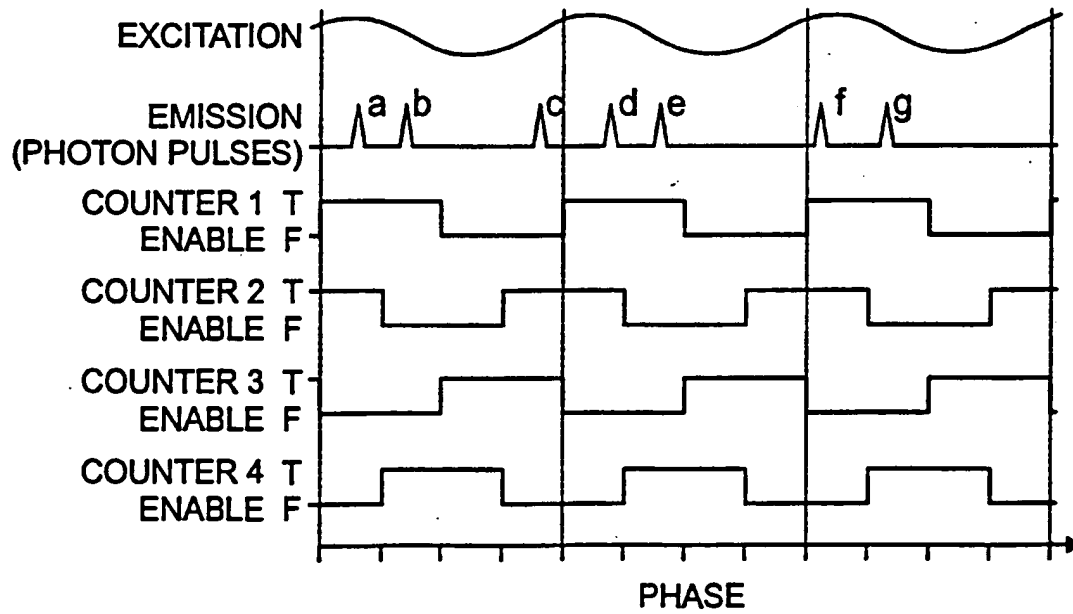 EXCITATION
a b c d e f g
EMISSION
(PHOTON PULSES)
COUNTER 1 T
ENABLE F
COUNTER 2 T
ENABLE F
COUNTER 3 T
ENABLE F
COUNTER 4 T
ENABLE F
PHASE